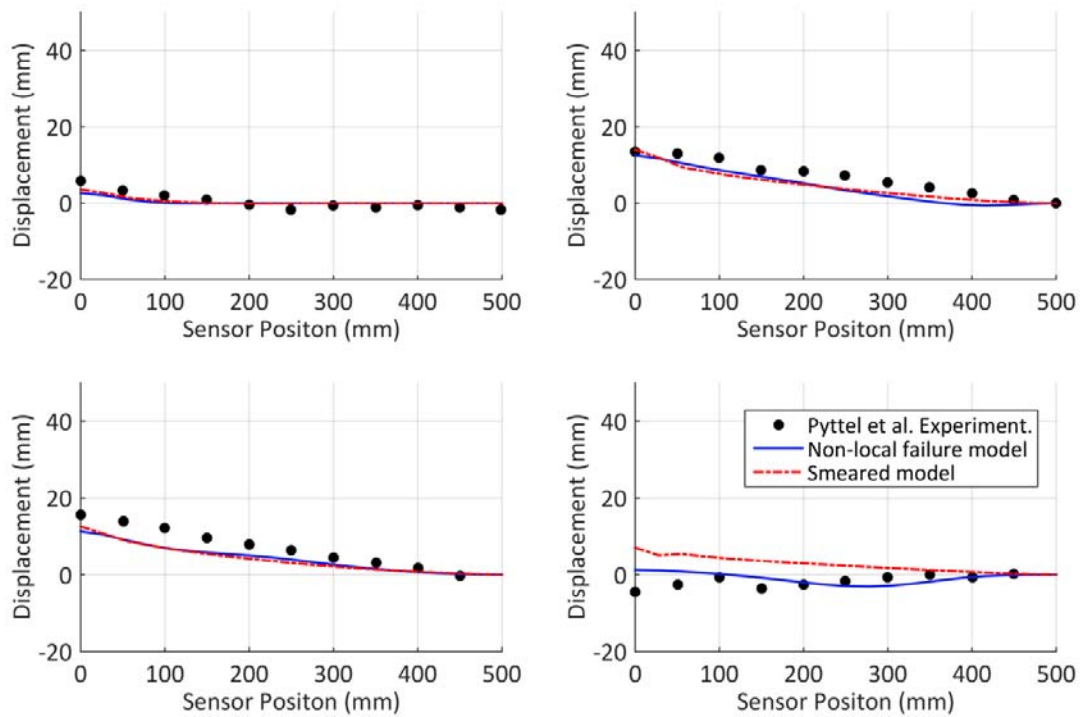 Displacement (mm)
40
20
0
-20
0 100 200 300 400 500
Sensor Positon (mm)
Displacement (mm)
40
20
0
-20
0 100 200 300 400 500
Sensor Positon (mm)
Displacement (mm)
40
20
0
-20
0 100 200 300 400 500
Sensor Positon (mm)
Displacement (mm)
40
20
0
-20
0 100 200 300 400 500
Sensor Positon (mm)
Pyttel et al. Experiment.
Non-local failure model
Smeared model